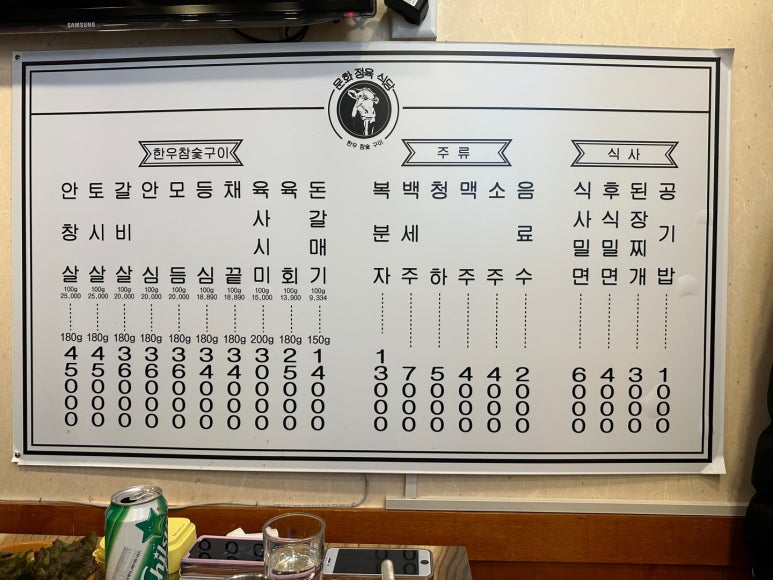 SAMSUNG
문화 정육 식당
한우 참숯 구이
한우참숯구이
안창살 100g 25,000 180g 45000
토시살 100g 25,000 180g 45000
갈비살 100g 20,000 180g 36000
안심 100g 20,000 180g 36000
모듬 100g 20,000 180g 36000
등심 100g 18,890 180g 34000
채끝 100g 18,890 180g 34000
육사시미 100g 15,000 200g 30000
육회 100g 13,900 180g 25000
돈갈매기 100g 9,334 150g 14000
주류
복분자 13000
백세주 7000
청하 5000
맥주 4000
소주 4000
음료수 2000
식사
식사밀면 6000
후식밀면 4000
된장찌개 3000
공기밥 1000